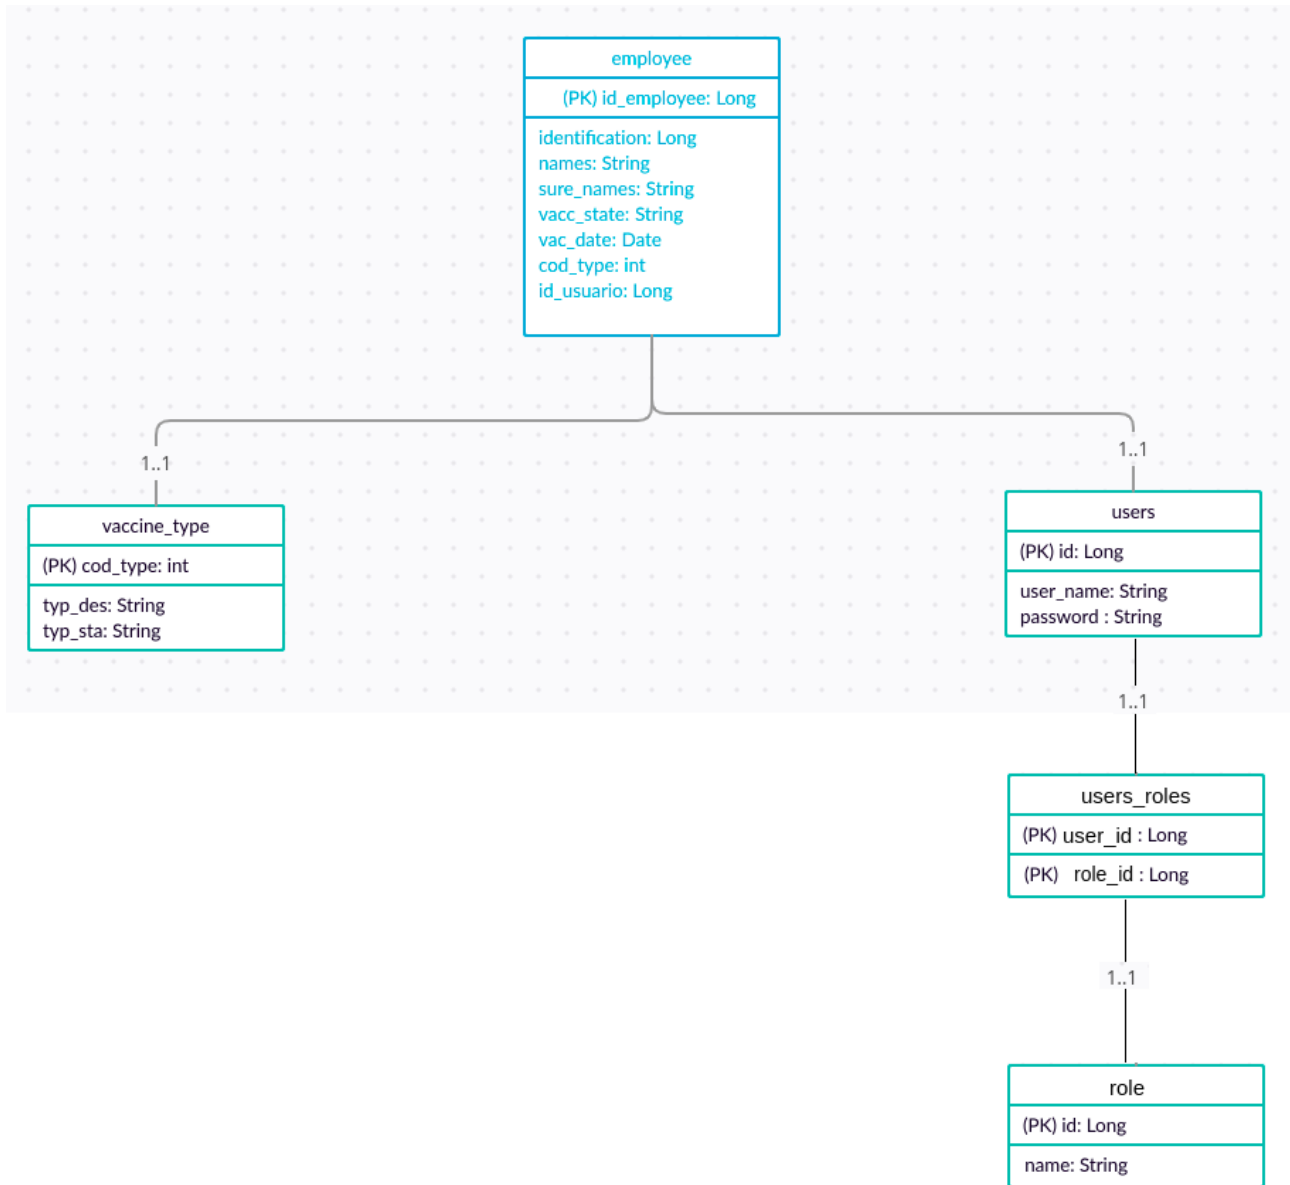 employee
(PK) id_employee: Long
identification: Long
names: String
sure_names: String
vacc_state: String
vac_date: Date
cod_type: int
id_usuario: Long
1..1
1..1
vaccine_type
(PK) cod_type: int
typ_des: String
typ_sta: String
users
(PK) id: Long
user_name: String
password : String
1..1
users_roles
(PK) user_id : Long
(PK) role_id : Long
1..1
role
(PK) id: Long
name: String